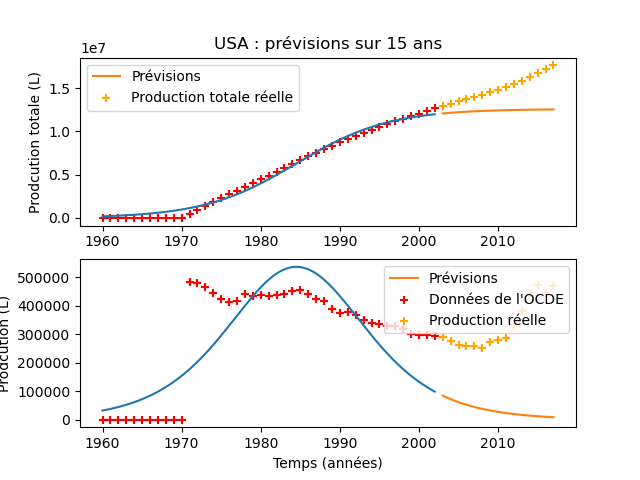 USA : prévisions sur 15 ans
1e7
Prodcution totale (L)
1.5
1.0
0.5
0.0
Prévisions
Production totale réelle
1960 1970 1980 1990 2000 2010
Prodcution (L)
500000
400000
300000
200000
100000
0
Prévisions
Données de l'OCDE
Production réelle
1960 1970 1980 1990 2000 2010
Temps (années)